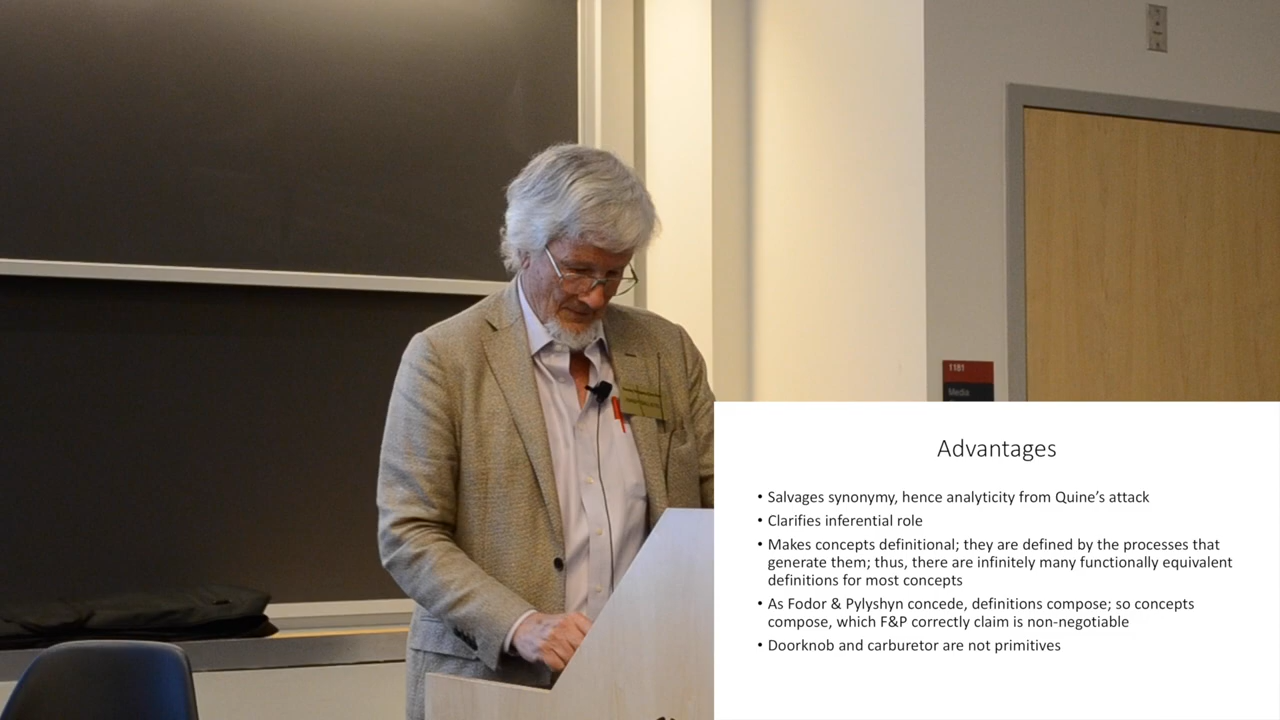 1181
Media
Advantages
• Salvages synonymy, hence analyticity from Quine's attack
• Clarifies inferential role
• Makes concepts definitional; they are defined by the processes that
generate them; thus, there are infinitely many functionally equivalent
definitions for most concepts
• As Fodor & Pylyshyn concede, definitions compose; so concepts
compose, which F&P correctly claim is non-negotiable
• Doorknob and carburetor are not primitives